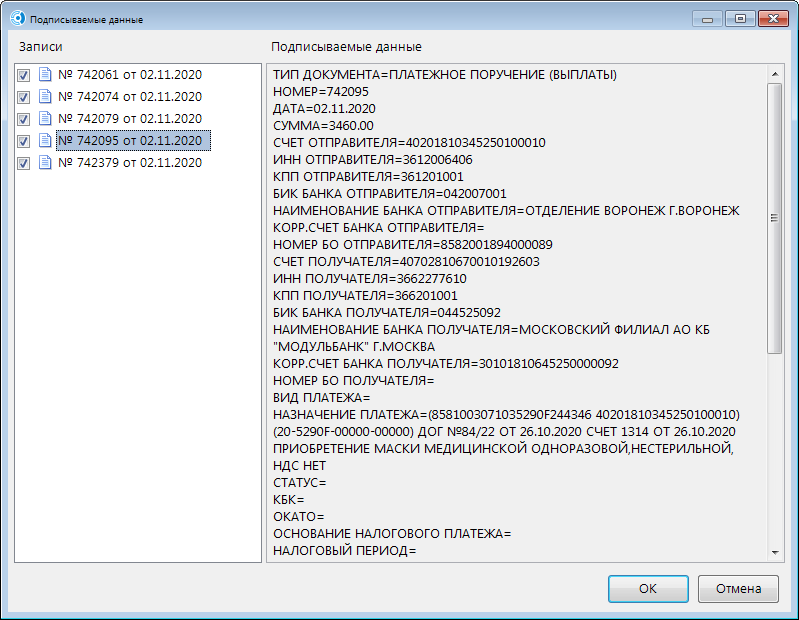 Подписываемые данные
Записи
Подписываемые данные
№ 742061 от 02.11.2020
№ 742074 от 02.11.2020
№ 742079 от 02.11.2020
№ 742095 от 02.11.2020
№ 742379 от 02.11.2020
ТИП ДОКУМЕНТА=ПЛАТЕЖНОЕ ПОРУЧЕНИЕ (ВЫПЛАТЫ)
НОМЕР=742095
ДАТА=02.11.2020
СУММА=3460.00
СЧЕТ ОТПРАВИТЕЛЯ=40201810345250100010
ИНН ОТПРАВИТЕЛЯ=3612006406
КПП ОТПРАВИТЕЛЯ=361201001
БИК БАНКА ОТПРАВИТЕЛЯ=042007001
НАИМЕНОВАНИЕ БАНКА ОТПРАВИТЕЛЯ=ОТДЕЛЕНИЕ ВОРОНЕЖ Г.ВОРОНЕЖ
КОРР.СЧЕТ БАНКА ОТПРАВИТЕЛЯ=
НОМЕР БО ОТПРАВИТЕЛЯ=8582001894000089
СЧЕТ ПОЛУЧАТЕЛЯ=40702810670010192603
ИНН ПОЛУЧАТЕЛЯ=3662277610
КПП ПОЛУЧАТЕЛЯ=366201001
БИК БАНКА ПОЛУЧАТЕЛЯ=044525092
НАИМЕНОВАНИЕ БАНКА ПОЛУЧАТЕЛЯ=МОСКОВСКИЙ ФИЛИАЛ АО КБ
"МОДУЛЬБАНК" Г.МОСКВА
КОРР.СЧЕТ БАНКА ПОЛУЧАТЕЛЯ=30101810645250000092
НОМЕР БО ПОЛУЧАТЕЛЯ=
ВИД ПЛАТЕЖА=
НАЗНАЧЕНИЕ ПЛАТЕЖА=(8581003071035290F244346 40201810345250100010)
(20-5290F-00000-00000) ДОГ №84/22 ОТ 26.10.2020 СЧЕТ 1314 ОТ 26.10.2020
ПРИОБРЕТЕНИЕ МАСКИ МЕДИЦИНСКОЙ ОДНОРАЗОВОЙ,НЕСТЕРИЛЬНОЙ,
НДС НЕТ
СТАТУС=
КБК=
ОКАТО=
ОСНОВАНИЕ НАЛОГОВОГО ПЛАТЕЖА=
НАЛОГОВЫЙ ПЕРИОД=
ОК
Отмена